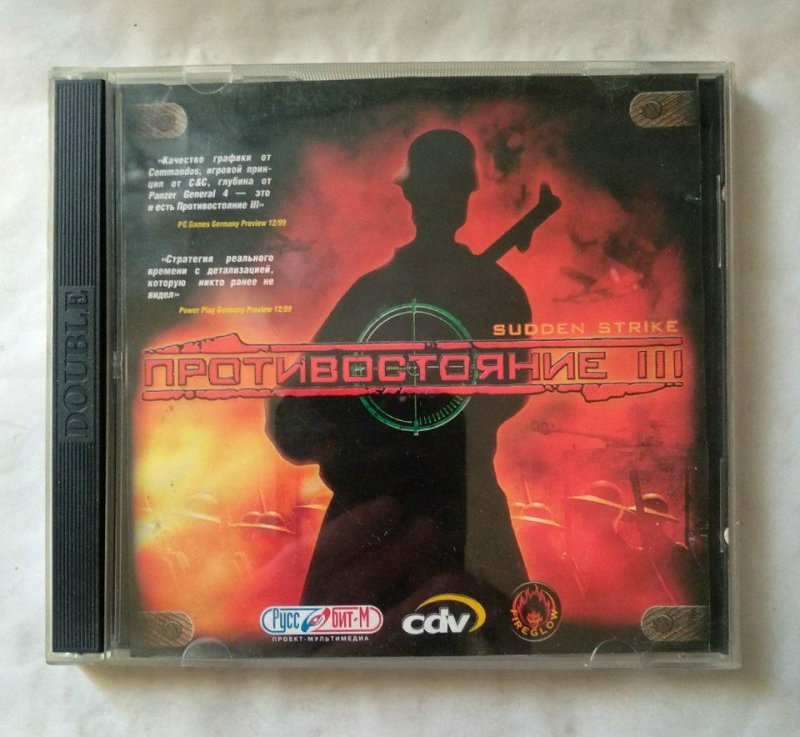 DOUBLE
«Качество графики от
Commandos, игровой прин-
цип от C&C, глубина от
Panzer General 4 — это
и есть Противостояние III»
PC Games Germany Preview 12/99
«Стратегия реального
времени с детализацией,
которую никто ранее не
видел»
Power Play Germany Preview 12/99
SUDDEN STRIKE
ПРОТИВОСТОЯНИЕ III
Руссобит-М
ПРОЕКТ-МУЛЬТИМЕДИА
cdv
FIREGLOW